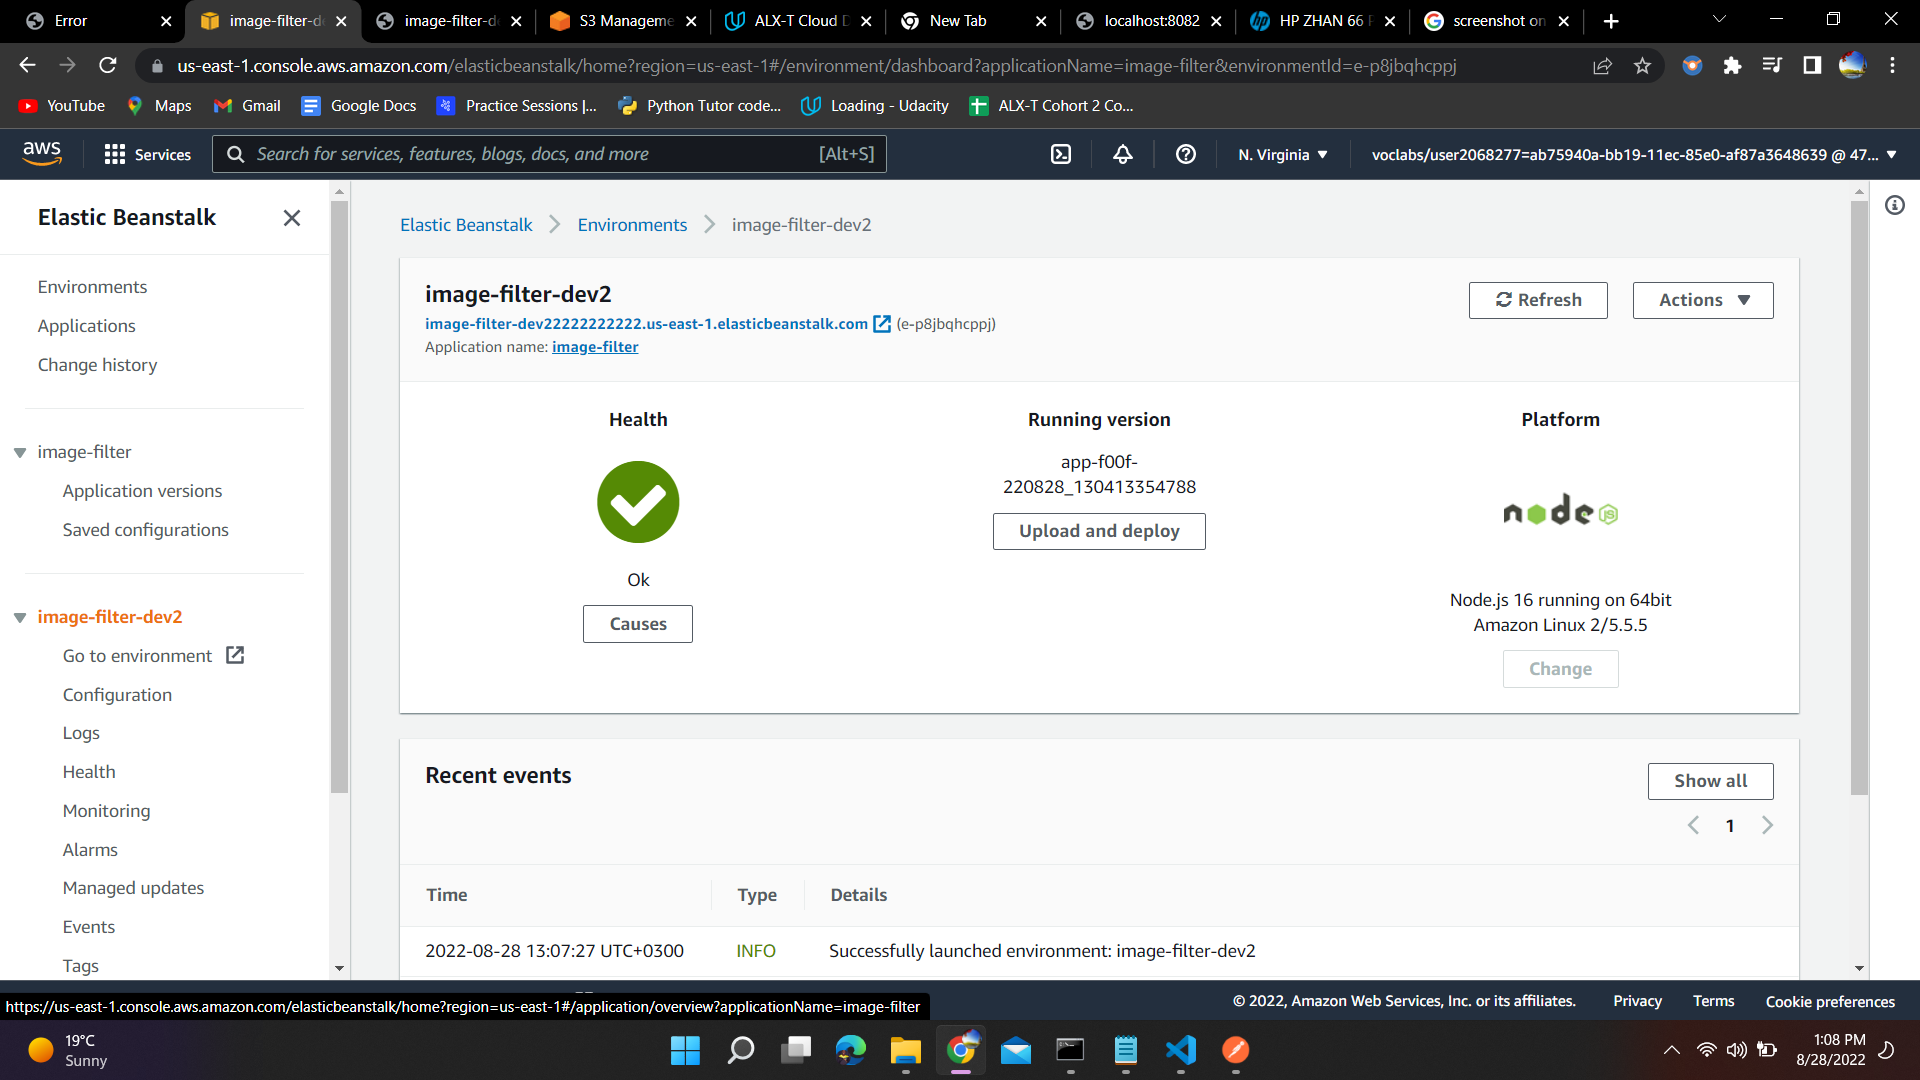 Error
image-filter-de
image-filter-de
S3 Manageme
ALX-T Cloud D
New Tab
localhost:8082
HP ZHAN 66 P
screenshot on
us-east-1.console.aws.amazon.com/elasticbeanstalk/home?region=us-east-1#/environment/dashboard?applicationName=image-filter&environmentId=e-p8jbqhcppj
YouTube
Maps
Gmail
Google Docs
Practice Sessions |...
Python Tutor code...
Loading - Udacity
ALX-T Cohort 2 Co...
aws
Services
Search for services, features, blogs, docs, and more
[Alt+S]
N. Virginia
voclabs/user2068277=ab75940a-bb19-11ec-85e0-af87a3648639 @ 47...
Elastic Beanstalk
Environments
Applications
Change history
image-filter
Application versions
Saved configurations
image-filter-dev2
Go to environment
Configuration
Logs
Health
Monitoring
Alarms
Managed updates
Events
Tags
Elastic Beanstalk
Environments
image-filter-dev2
image-filter-dev2
image-filter-dev22222222222.us-east-1.elasticbeanstalk.com (e-p8jbqhcppj)
Application name: image-filter
Refresh
Actions
Health
Ok
Causes
Running version
app-f00f-
220828_130413354788
Upload and deploy
Platform
node
JS
Node.js 16 running on 64bit
Amazon Linux 2/5.5.5
Change
Recent events
Show all
1
Time
Type
Details
2022-08-28 13:07:27 UTC+0300
INFO
Successfully launched environment: image-filter-dev2
https://us-east-1.console.aws.amazon.com/elasticbeanstalk/home?region=us-east-1#/application/overview?applicationName=image-filter
© 2022, Amazon Web Services, Inc. or its affiliates.
Privacy
Terms
Cookie preferences
19°C
Sunny
1:08 PM
8/28/2022